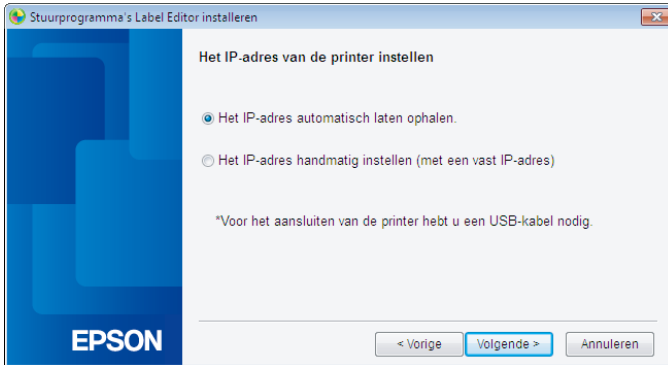 Stuurprogramma's Label Editor installeren
Het IP-adres van de printer instellen
Het IP-adres automatisch laten ophalen.
Het IP-adres handmatig instellen (met een vast IP-adres)
*Voor het aansluiten van de printer hebt u een USB-kabel nodig.
EPSON
< Vorige
Volgende >
Annuleren